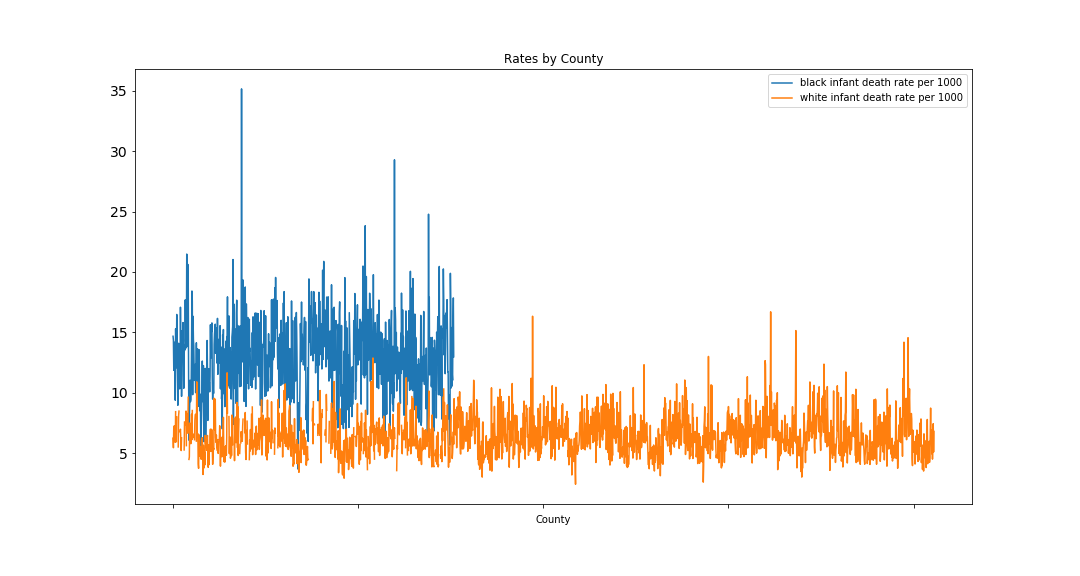 Rates by County
black infant death rate per 1000
white infant death rate per 1000
35
30
25
20
15
10
5
County